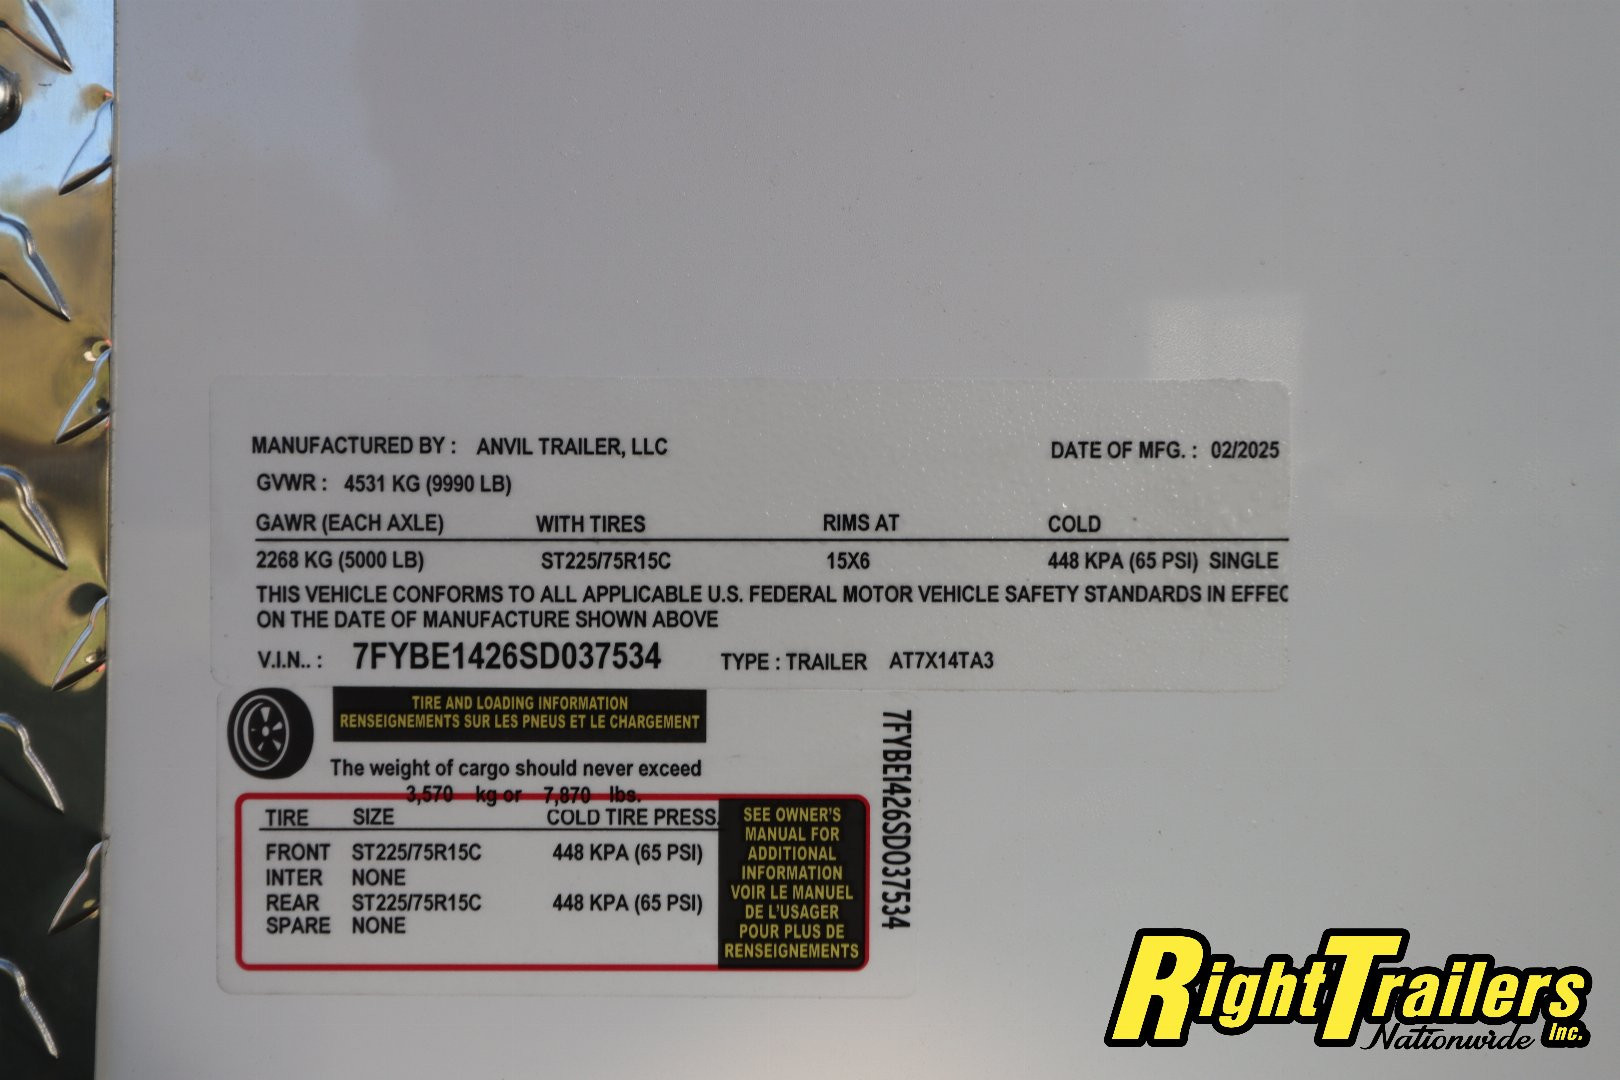 MANUFACTURED BY : ANVIL TRAILER, LLC DATE OF MFG. : 02/2025
GVWR : 4531 KG (9990 LB)
GAWR (EACH AXLE) WITH TIRES RIMS AT COLD
2268 KG (5000 LB) ST225/75R15C 15X6 448 KPA (65 PSI) SINGLE
THIS VEHICLE CONFORMS TO ALL APPLICABLE U.S. FEDERAL MOTOR VEHICLE SAFETY STANDARDS IN EFFEC
ON THE DATE OF MANUFACTURE SHOWN ABOVE
V.I.N.. : 7FYBE1426SD037534 TYPE : TRAILER AT7X14TA3
TIRE AND LOADING INFORMATION
RENSEIGNEMENTS SUR LES PNEUS ET LE CHARGEMENT
The weight of cargo should never exceed
3,570 kg or 7,870 lbs.
TIRE SIZE COLD TIRE PRESS.
FRONT ST225/75R15C 448 KPA (65 PSI)
INTER NONE
REAR ST225/75R15C 448 KPA (65 PSI)
SPARE NONE
SEE OWNER'S
MANUAL FOR
ADDITIONAL
INFORMATION
VOIR LE MANUEL
DE L'USAGER
POUR PLUS DE
RENSEIGNEMENTS
7FYBE1426SD037534
RightTrailers
Nationwide Inc.